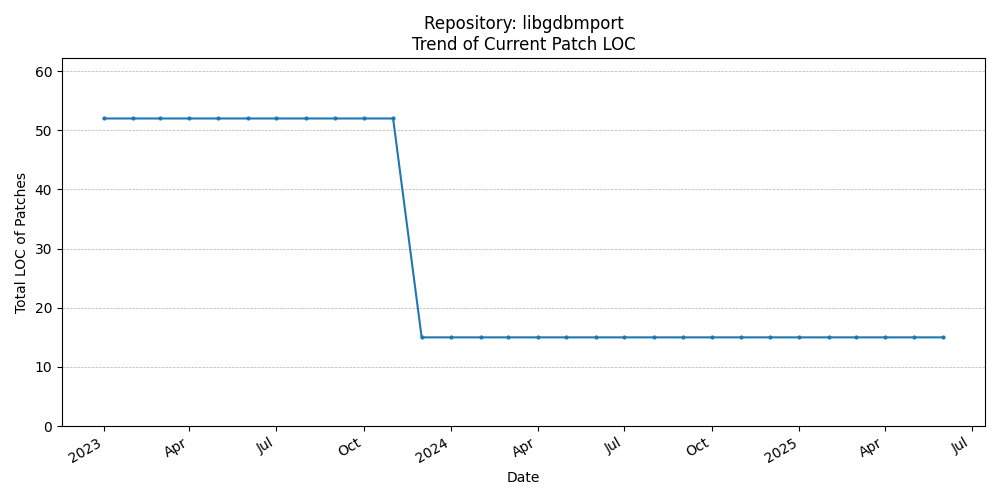 Repository: libgdbmport
Trend of Current Patch LOC
Total LOC of Patches
60
50
40
30
20
10
0
2023
Apr
Jul
Oct
2024
Apr
Jul
Oct
2025
Apr
Jul
Date